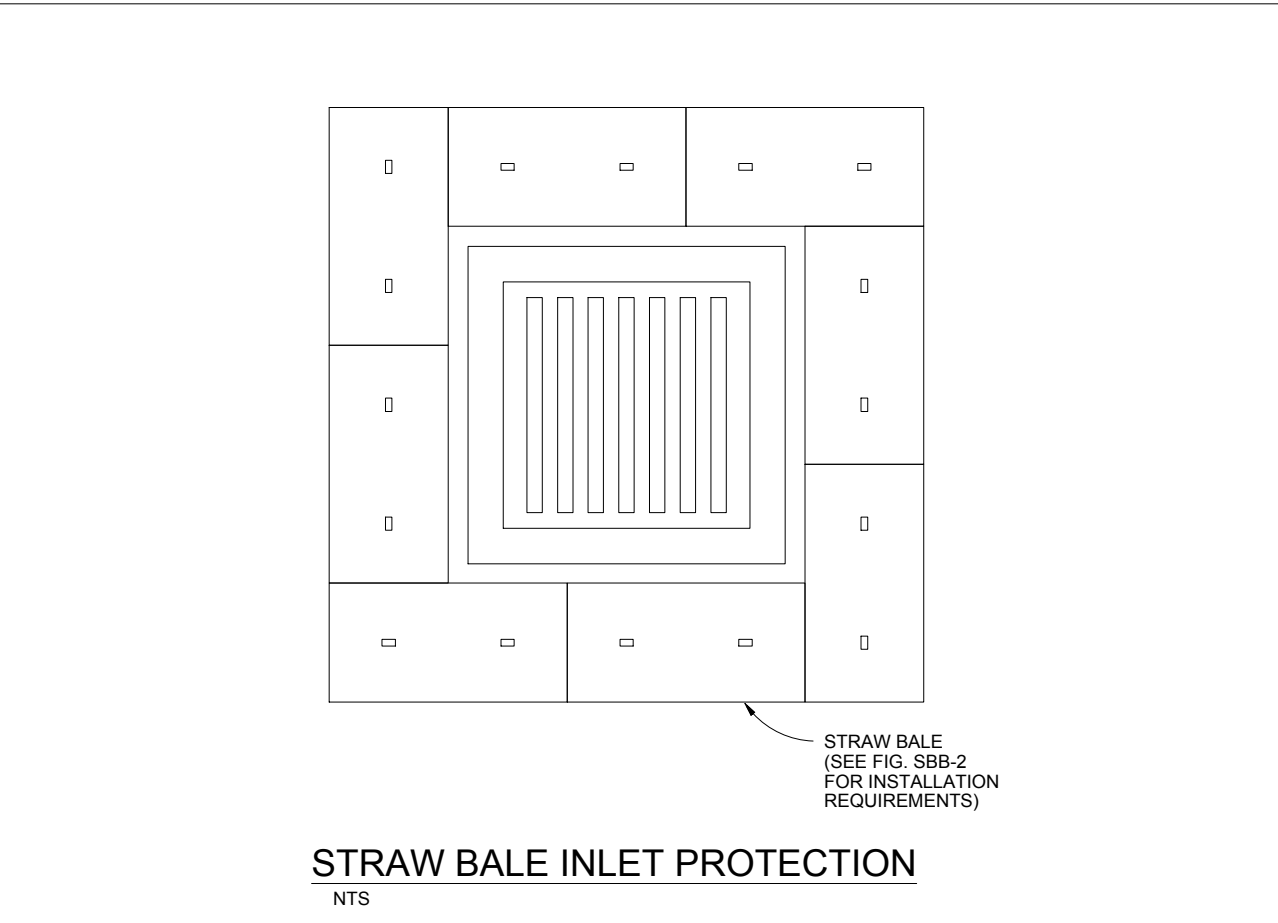 STRAW BALE
(SEE FIG. SBB-2
FOR INSTALLATION
REQUIREMENTS)
STRAW BALE INLET PROTECTION
NTS